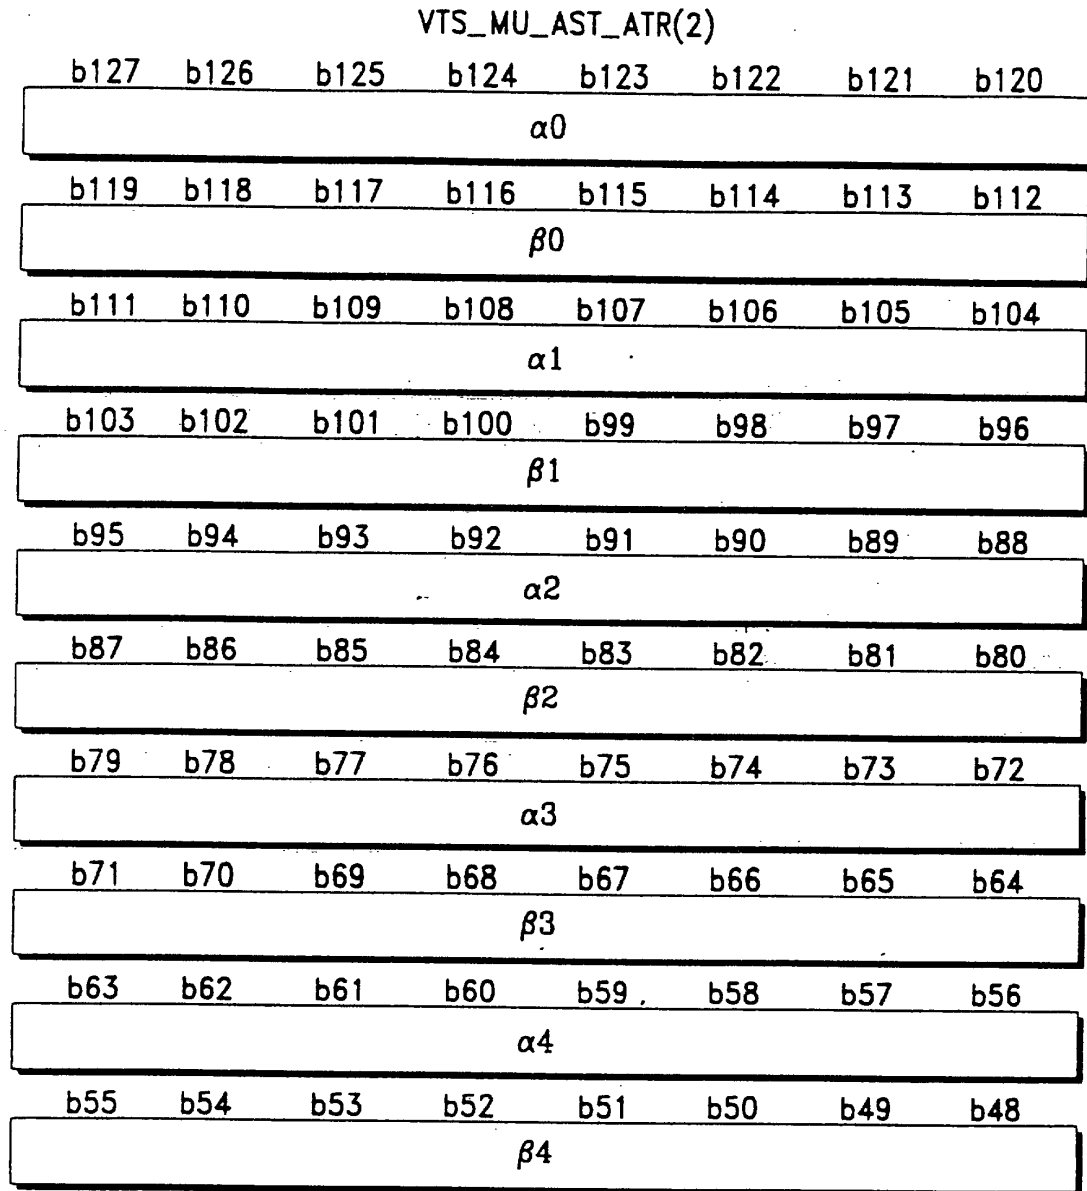 VTS_MU_AST_ATR(2)
b127 b126 b125 b124 b123 b122 b121 b120
α0
b119 b118 b117 b116 b115 b114 b113 b112
β0
b111 b110 b109 b108 b107 b106 b105 b104
α1
b103 b102 b101 b100 b99 b98 b97 b96
β1
b95 b94 b93 b92 b91 b90 b89 b88
α2
b87 b86 b85 b84 b83 b82 b81 b80
β2
b79 b78 b77 b76 b75 b74 b73 b72
α3
b71 b70 b69 b68 b67 b66 b65 b64
β3
b63 b62 b61 b60 b59 b58 b57 b56
α4
b55 b54 b53 b52 b51 b50 b49 b48
β4